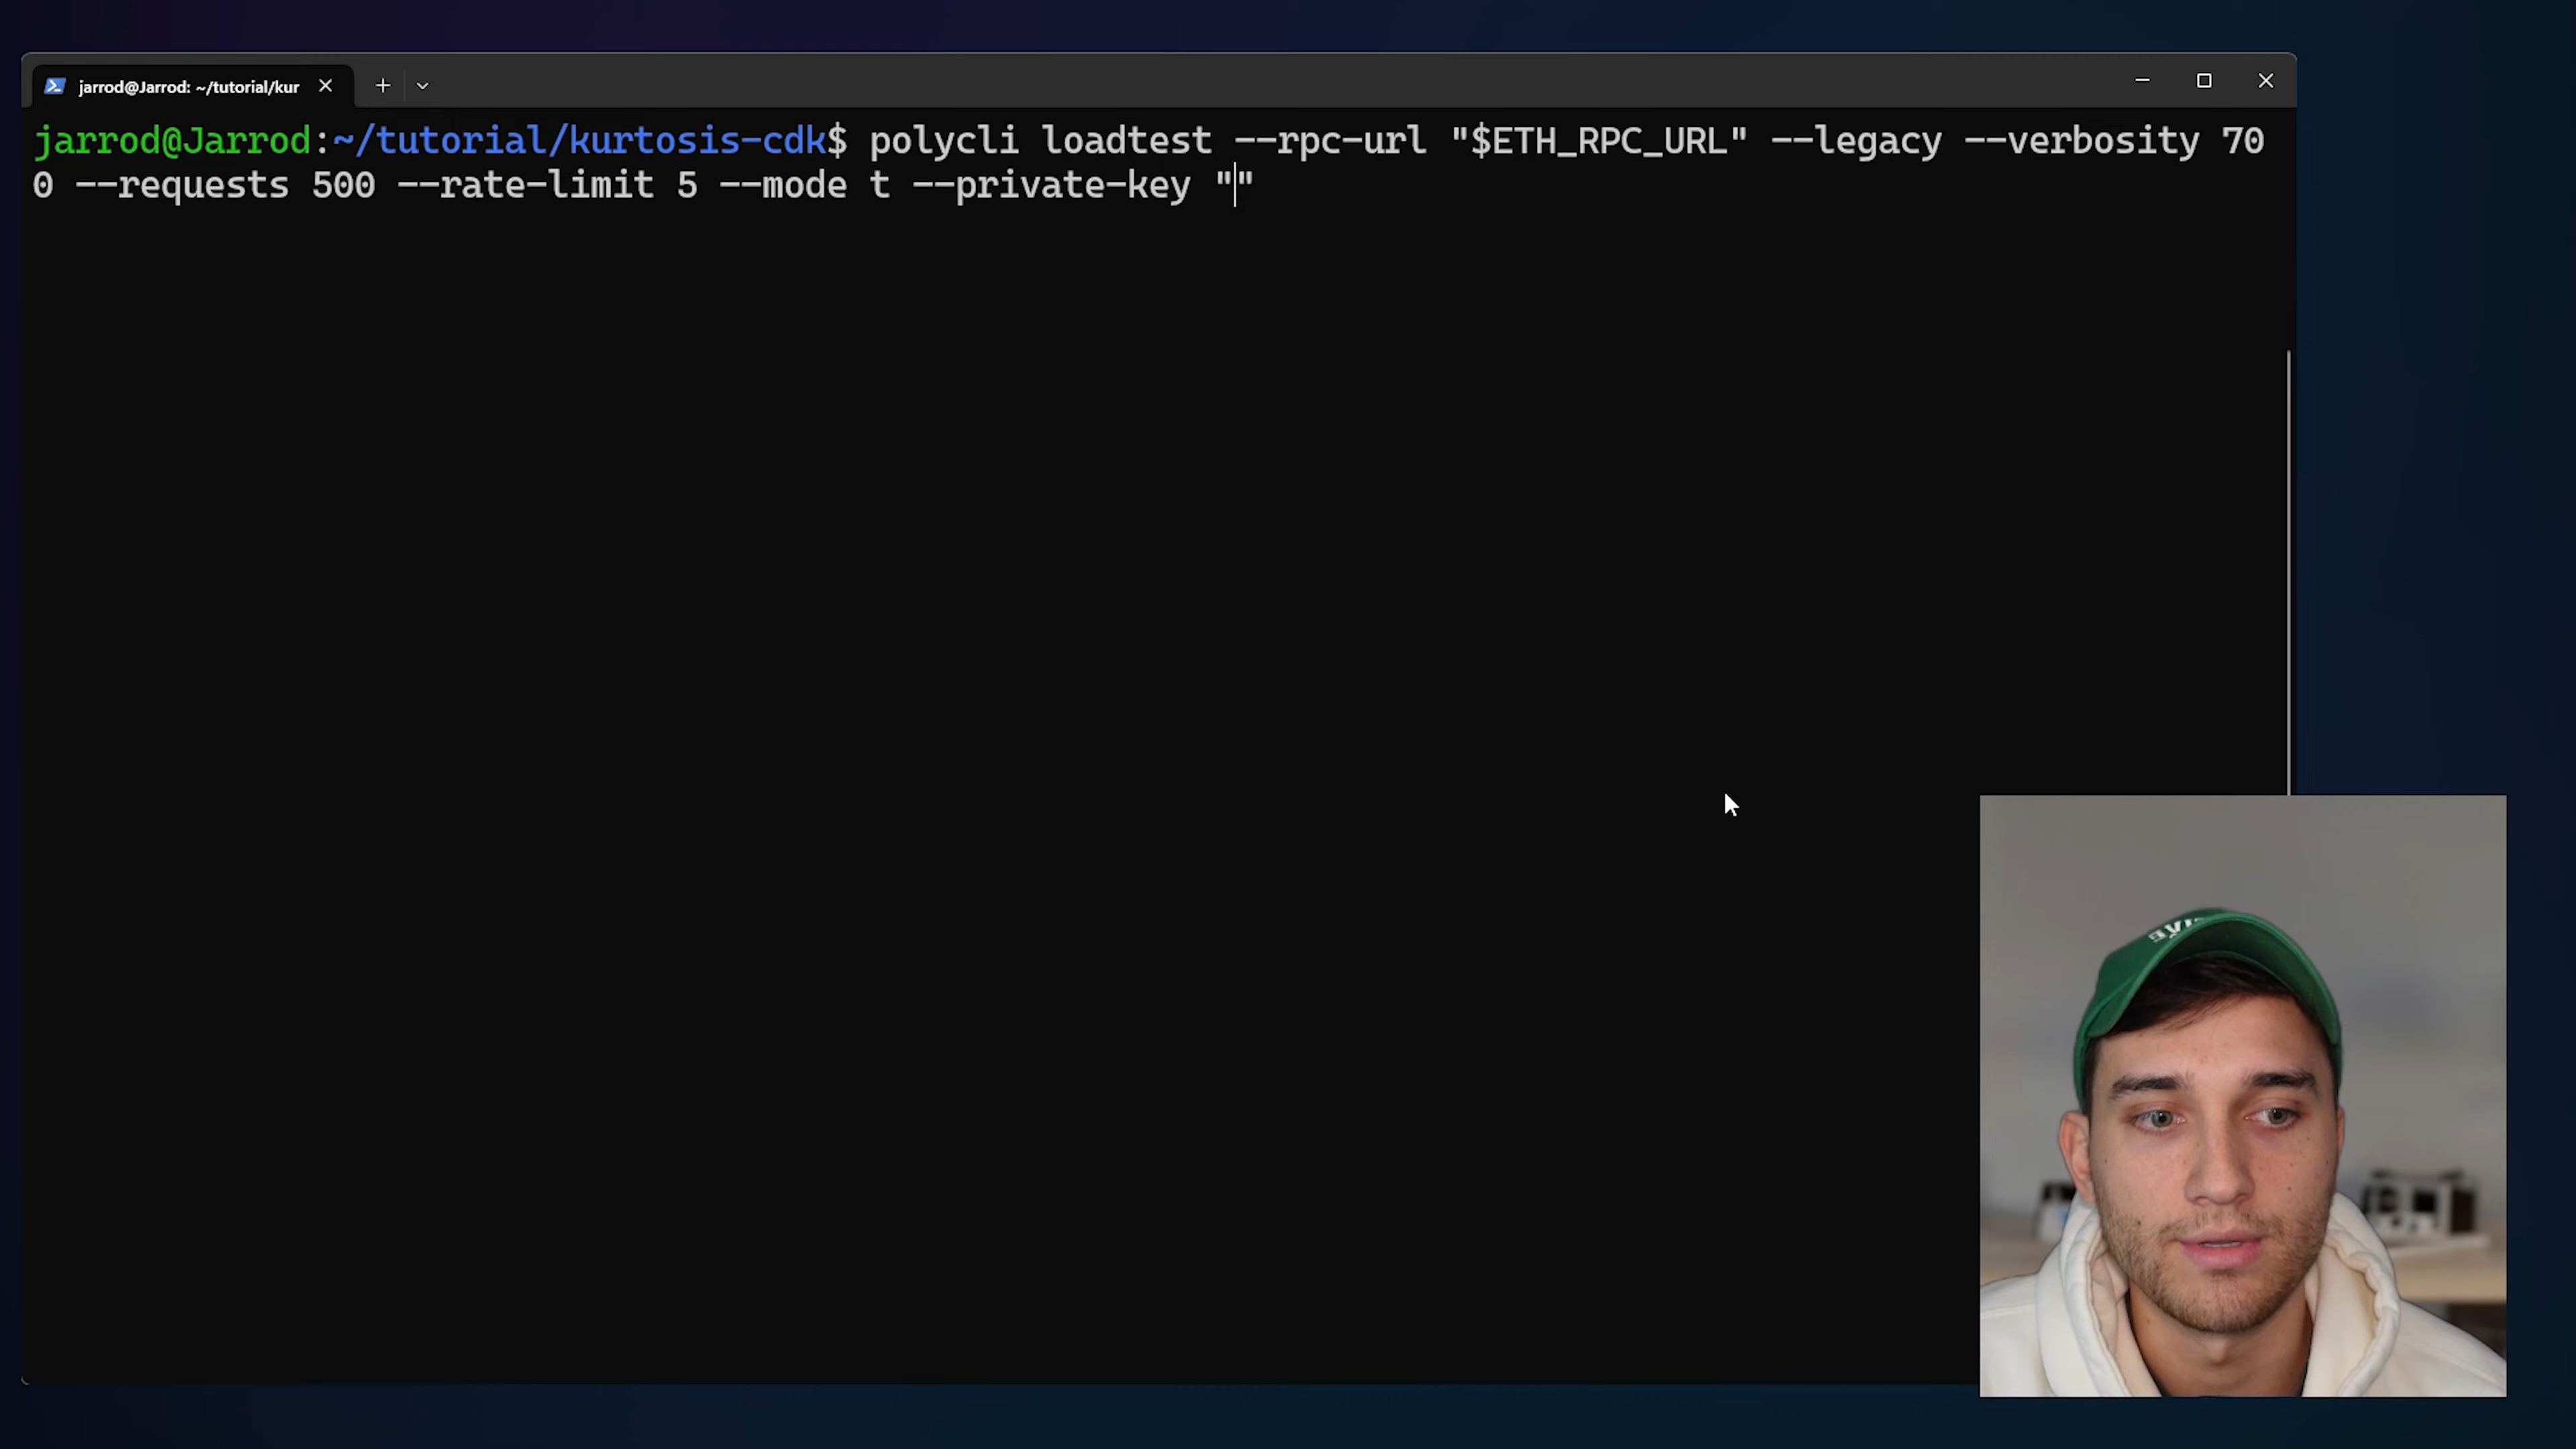 jarrod@Jarrod: ~/tutorial/kur
jarrod@Jarrod:~/tutorial/kurtosis-cdk$ polycli loadtest --rpc-url "$ETH_RPC_URL" --legacy --verbosity 70
0 --requests 500 --rate-limit 5 --mode t --private-key ""